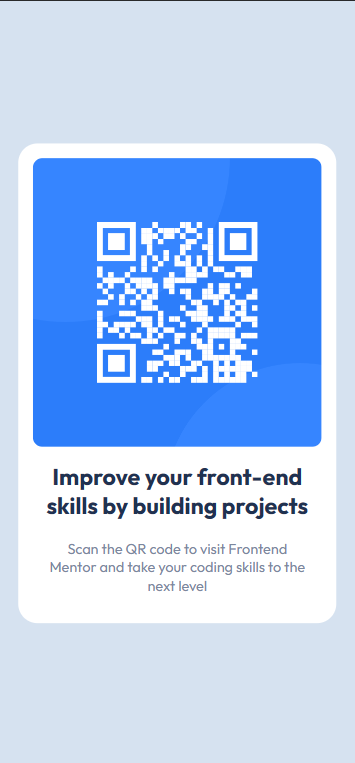 Improve your front-end
skills by building projects
Scan the QR code to visit Frontend
Mentor and take your coding skills to the
next level